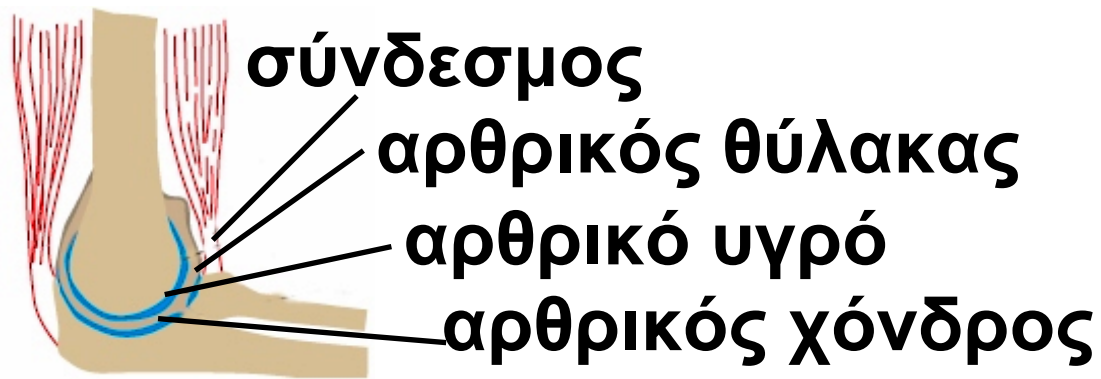 σύνδεσμος
αρθρικός θύλακας
αρθρικό υγρό
αρθρικός χόνδρος